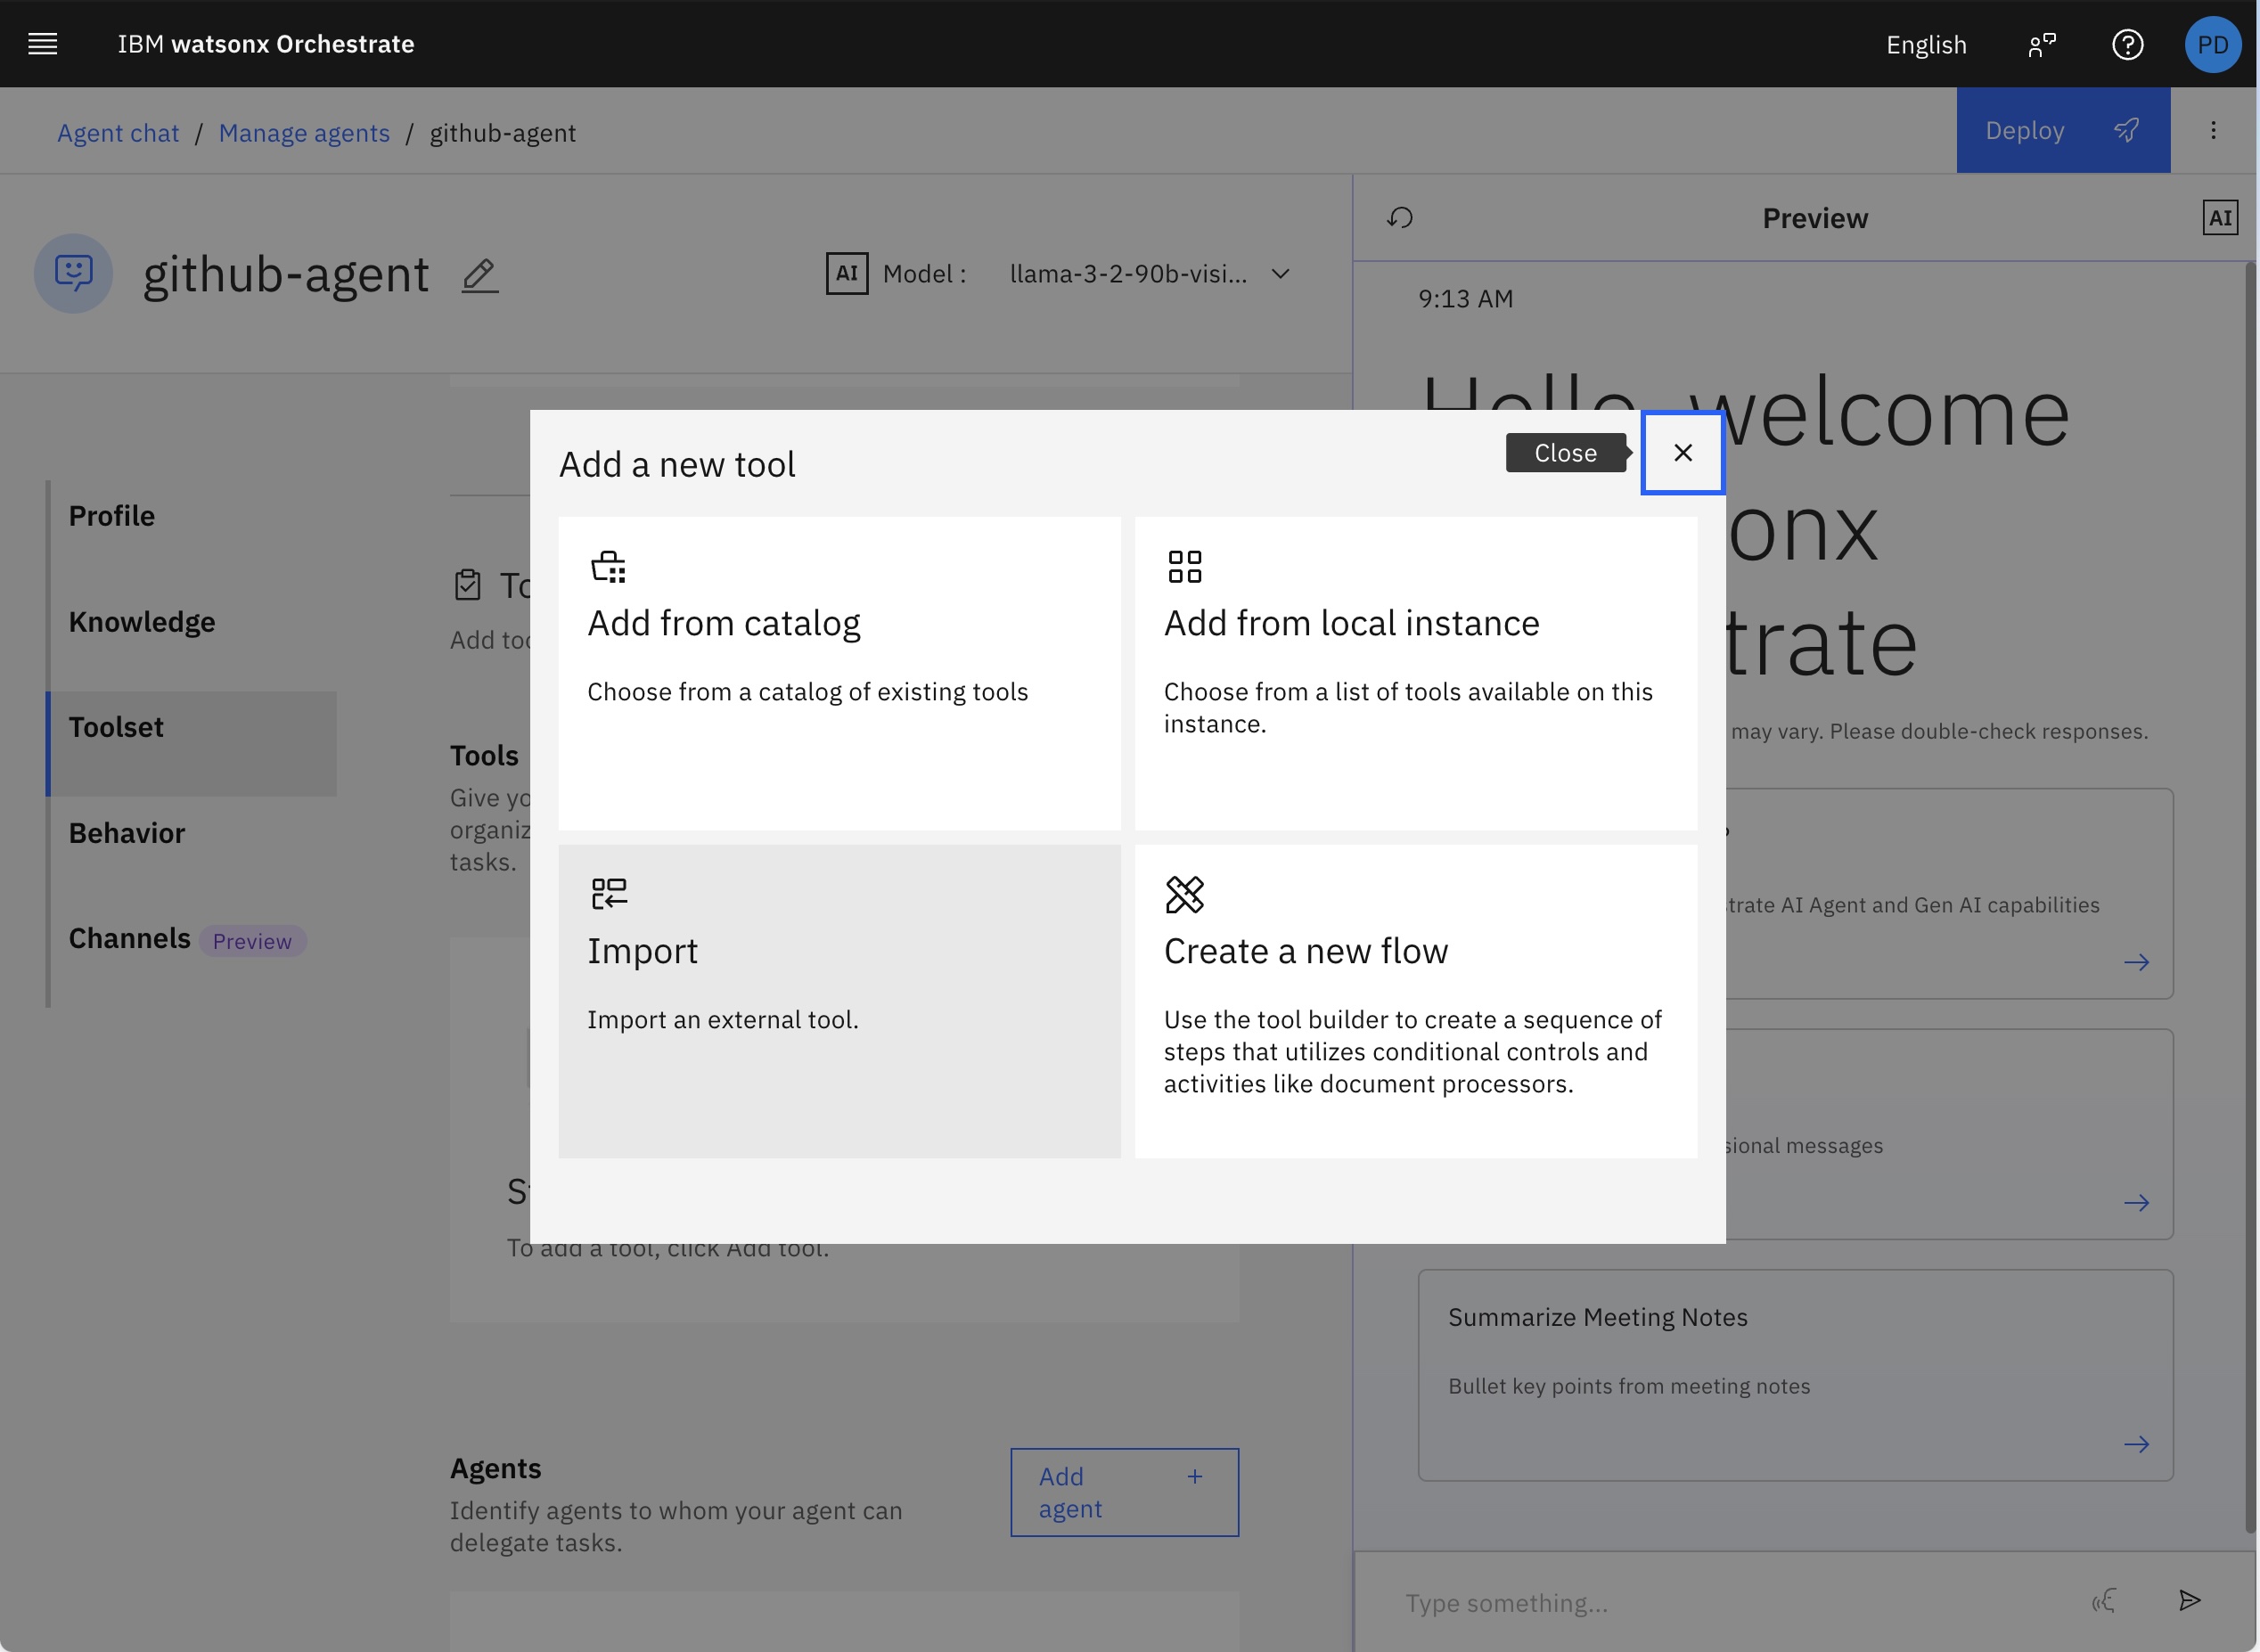 IBM watsonx Orchestrate
English
PD
Agent chat / Manage agents / github-agent
Deploy
github-agent
AI Model :
llama-3-2-90b-visi...
Preview
AI
9:13 AM
Hello, welcome
onx
trate
may vary. Please double-check responses.
Profile
Knowledge
Toolset
Behavior
Channels Preview
Add
Tools
Give
tasks.
To add a tool, click Add tool.
Add a new tool
Close
Add from catalog
Choose from a catalog of existing tools
Add from local instance
Choose from a list of tools available on this
instance.
Import
Import an external tool.
Create a new flow
Use the tool builder to create a sequence of
steps that utilizes conditional controls and
activities like document processors.
trate AI Agent and Gen AI capabilities
sional messages
Summarize Meeting Notes
Bullet key points from meeting notes
Agents
Identify agents to whom your agent can
delegate tasks.
Add
agent
Type something...